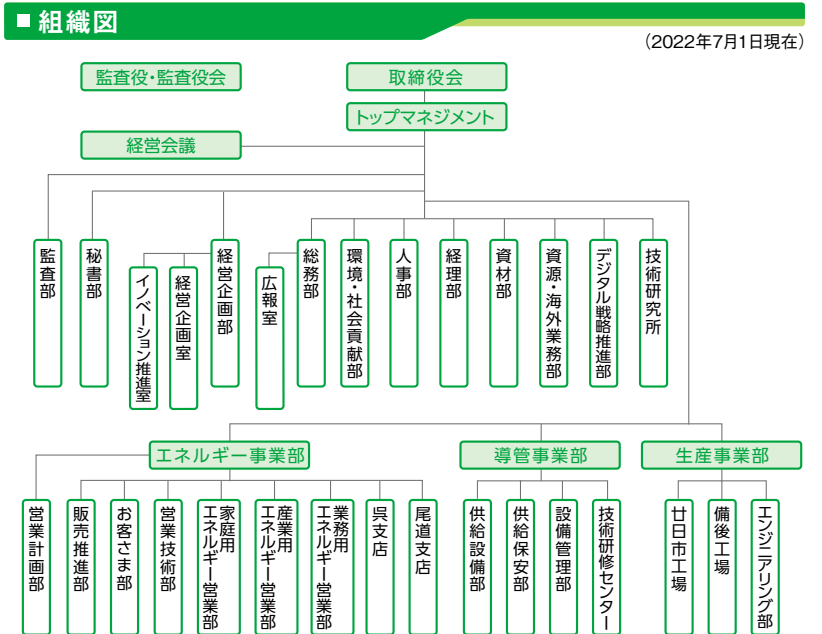 組織図
(2022年7月1日現在)
監査役・監査役会
取締役会
トップマネジメント
経営会議
監査部
秘書部
イノベーション推進室
経営企画室
経営企画部
広報室
総務部
環境・社会貢献部
人事部
経理部
資材部
資源・海外業務部
デジタル戦略推進部
技術研究所
エネルギー事業部
導管事業部
生産事業部
営業計画部
販売推進部
お客さま部
営業技術部
家庭用
エネルギー営業部
産業用
エネルギー営業部
業務用
エネルギー営業部
呉支店
尾道支店
供給設備部
供給保安部
設備管理部
技術研修センター
廿日市工場
備後工場
エンジニアリング部